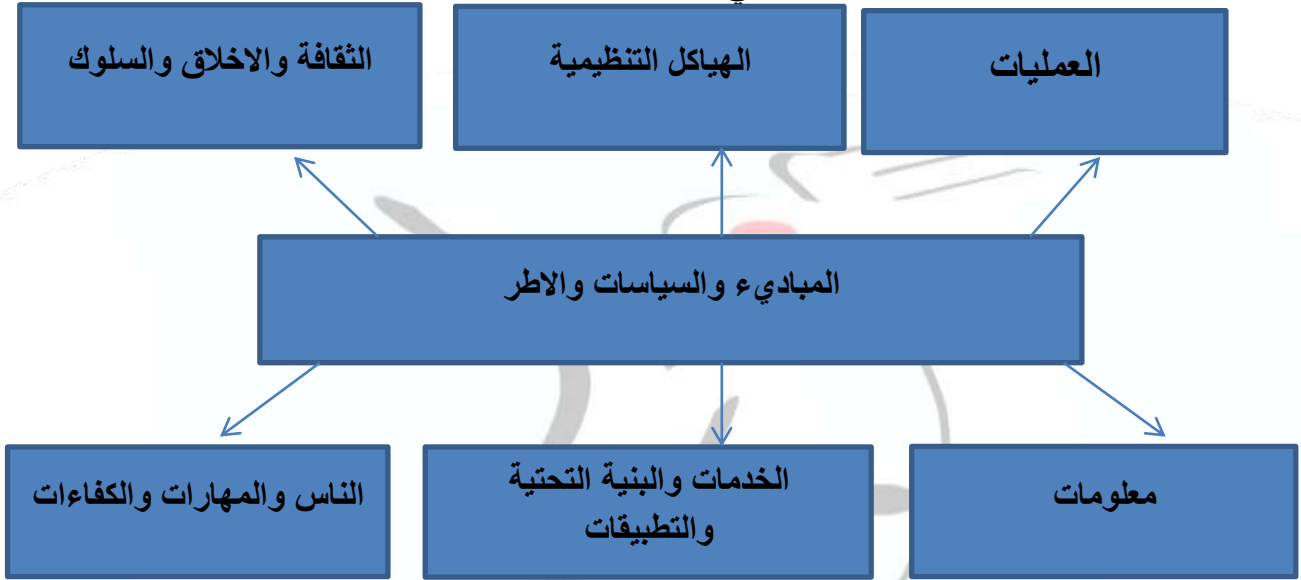 العمليات
الهياكل التنظيمية
الثقافة والاخلاق والسلوك
المباديء والسياسات والاطر
معلومات
الخدمات والبنية التحتية
والتطبيقات
الناس والمهارات والكفاءات